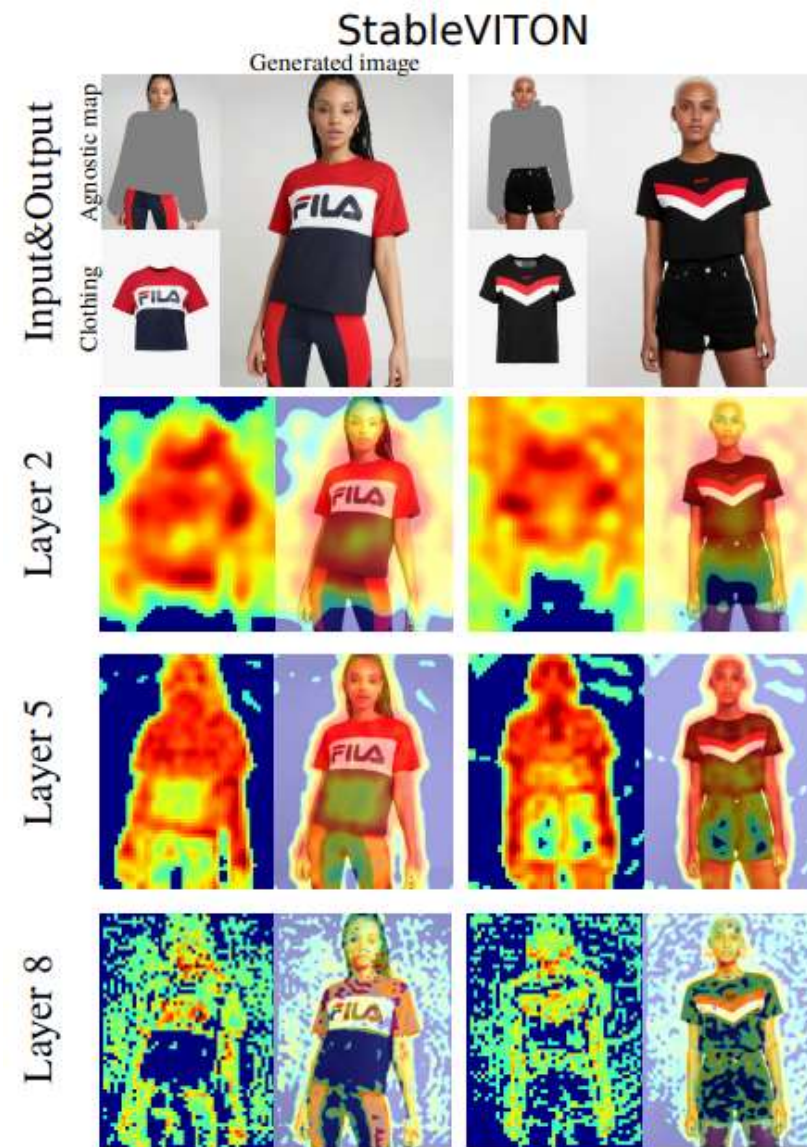 StableVITON
Generated image
Input&Output
Agnostic map
Clothing
FILA
FILA
Layer 2
FILA
Layer 5
FILA
Layer 8
FILA